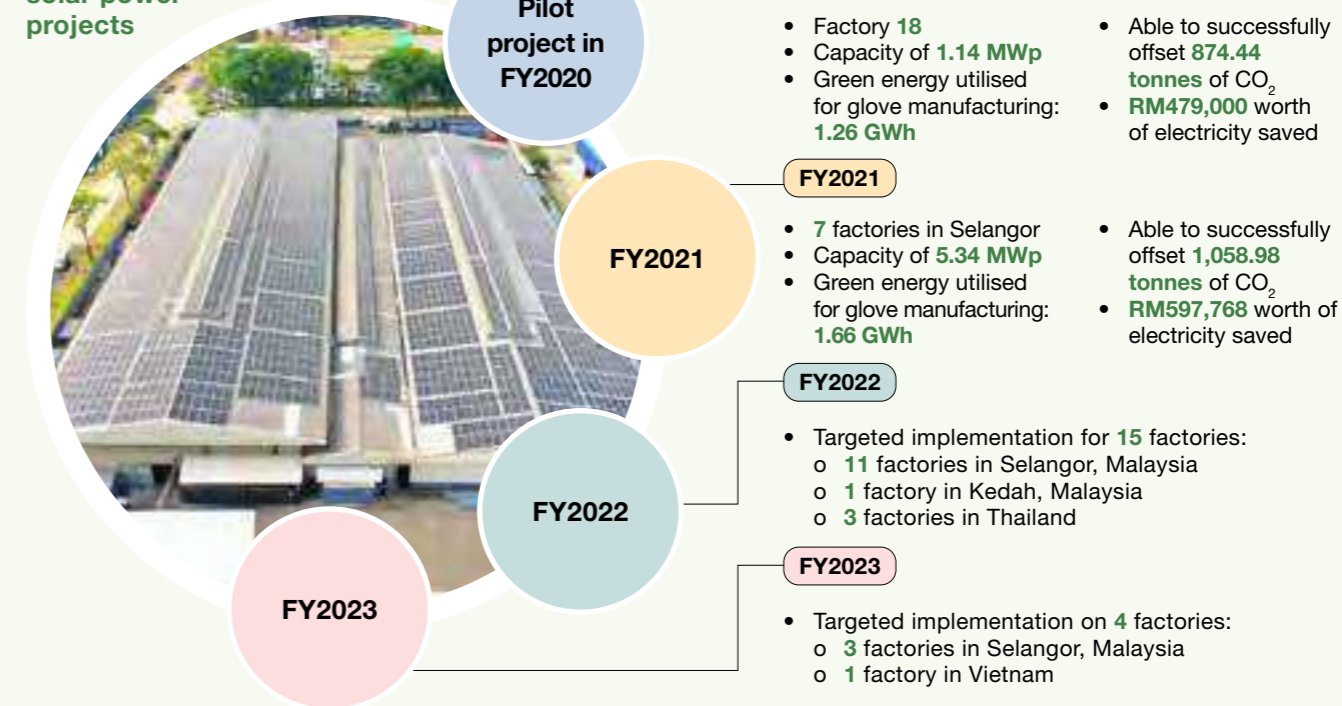 solar power
projects
Pilot
project in
FY2020
• Factory 18
• Capacity of 1.14 MWp
• Green energy utilised
for glove manufacturing:
1.26 GWh
• Able to successfully
offset 874.44
tonnes of CO₂
• RM479,000 worth
of electricity saved
FY2021
FY2021
• 7 factories in Selangor
• Capacity of 5.34 MWp
• Green energy utilised
for glove manufacturing:
1.66 GWh
• Able to successfully
offset 1,058.98
tonnes of CO₂
• RM597,768 worth of
electricity saved
FY2022
FY2022
• Targeted implementation for 15 factories:
o 11 factories in Selangor, Malaysia
o 1 factory in Kedah, Malaysia
o 3 factories in Thailand
FY2023
FY2023
• Targeted implementation on 4 factories:
o 3 factories in Selangor, Malaysia
o 1 factory in Vietnam